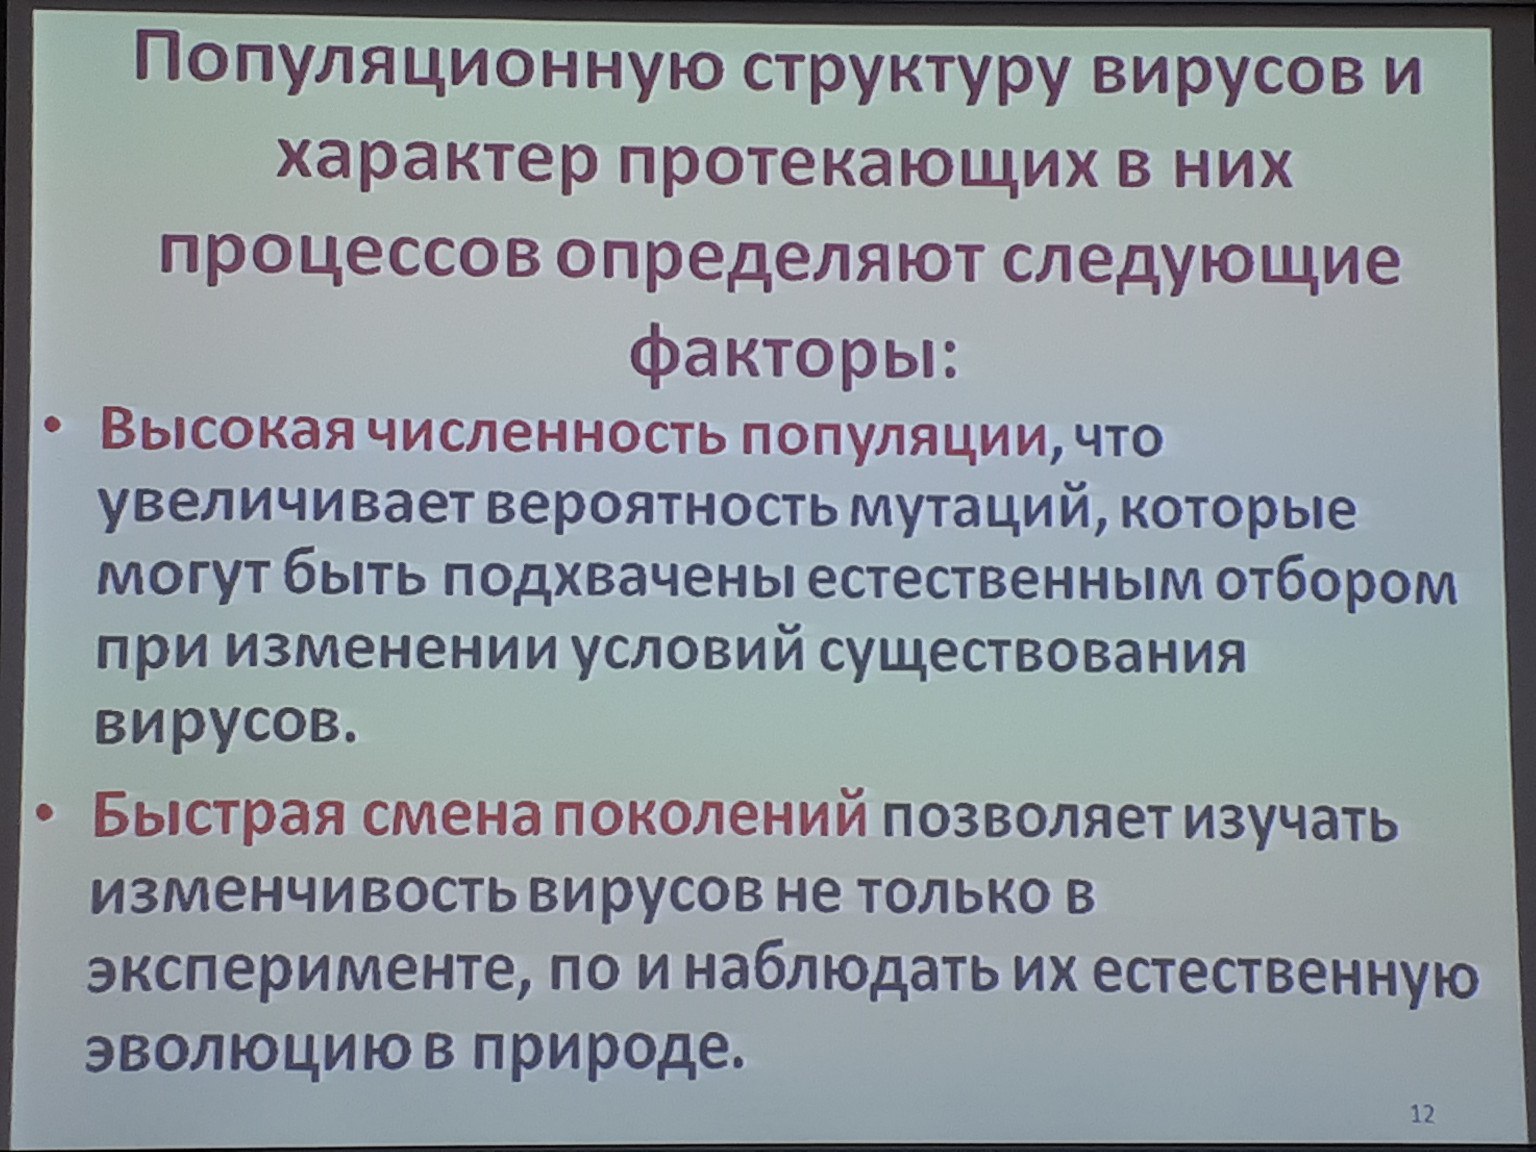 Популяционную структуру вирусов и
характер протекающих в них
процессов определяют следующие
факторы:
• Высокая численность популяции, что
увеличивает вероятность мутаций, которые
могут быть подхвачены естественным отбором
при изменении условий существования
вирусов.
• Быстрая смена поколений позволяет изучать
изменчивость вирусов не только в
эксперименте, по и наблюдать их естественную
эволюцию в природе.
12